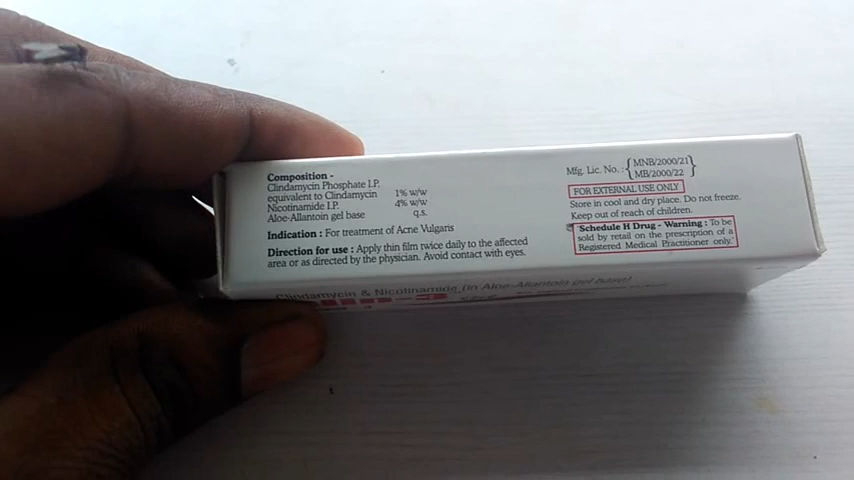 Composition -
Clindamycin Phosphate I.P.
equivalent to Clindamycin 1% w/w
Nicotinamide I.P. 4% w/w
Aloe-Allantoin gel base q.s.
Indication : For treatment of Acne Vulgaris
Direction for use : Apply thin film twice daily to the affected
area or as directed by the physician. Avoid contact with eyes.
Mfg. Lic. No. : {MNB/2000/21}
{MB/2000/22}
FOR EXTERNAL USE ONLY
Store in cool and dry place. Do not freeze.
Keep out of reach of children.
"Schedule H Drug - Warning : To be
sold by retail on the prescription of a
Registered Medical Practitioner only."
Clindamycin & Nicotinamide (In Aloe-Allantoin gel base)